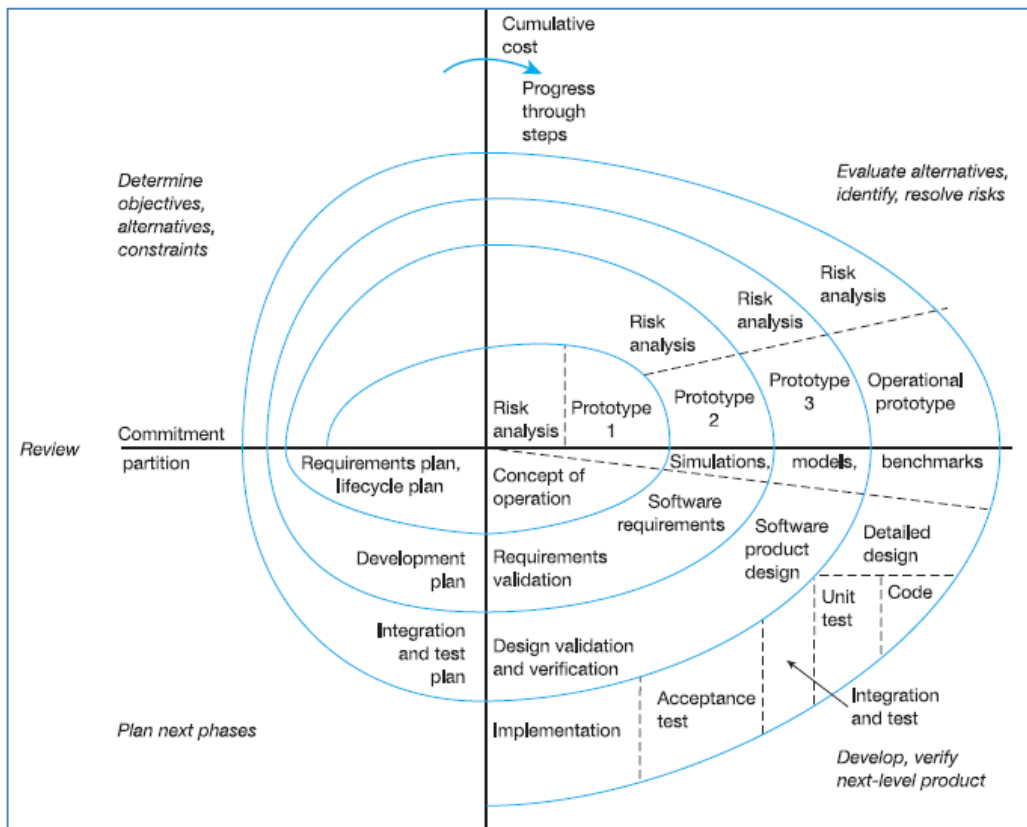 Cumulative
cost
Progress
through
steps
Determine
objectives,
alternatives,
constraints
Evaluate alternatives,
identify, resolve risks
Risk
analysis
Risk
analysis
Risk
analysis
Risk
analysis
Prototype
1
Prototype
2
Prototype
3
Operational
prototype
Review
Commitment
partition
Requirements plan,
lifecycle plan
Concept of
operation
Simulations, models, benchmarks
Software
requirements
Software
product
design
Detailed
design
Development
plan
Requirements
validation
Unit
test
Code
Integration
and test
plan
Design validation
and verification
Implementation
Acceptance
test
Integration
and test
Plan next phases
Develop, verify
next-level product